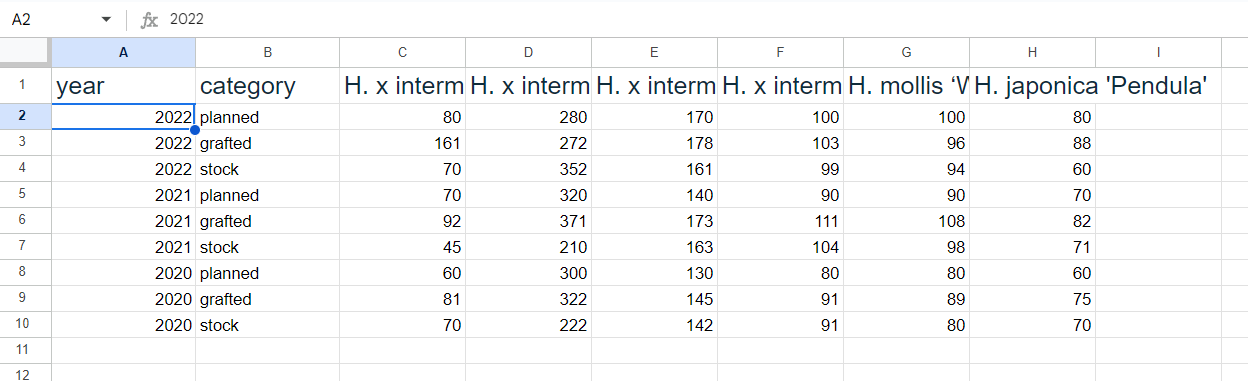 A2 fx 2022
A B C D E F G H I
1 year category H. x interm H. x interm H. x interm H. x interm H. mollis ‘V H. japonica 'Pendula'
2 2022 planned 80 280 170 100 100 80
3 2022 grafted 161 272 178 103 96 88
4 2022 stock 70 352 161 99 94 60
5 2021 planned 70 320 140 90 90 70
6 2021 grafted 92 371 173 111 108 82
7 2021 stock 45 210 163 104 98 71
8 2020 planned 60 300 130 80 80 60
9 2020 grafted 81 322 145 91 89 75
10 2020 stock 70 222 142 91 80 70
11
12